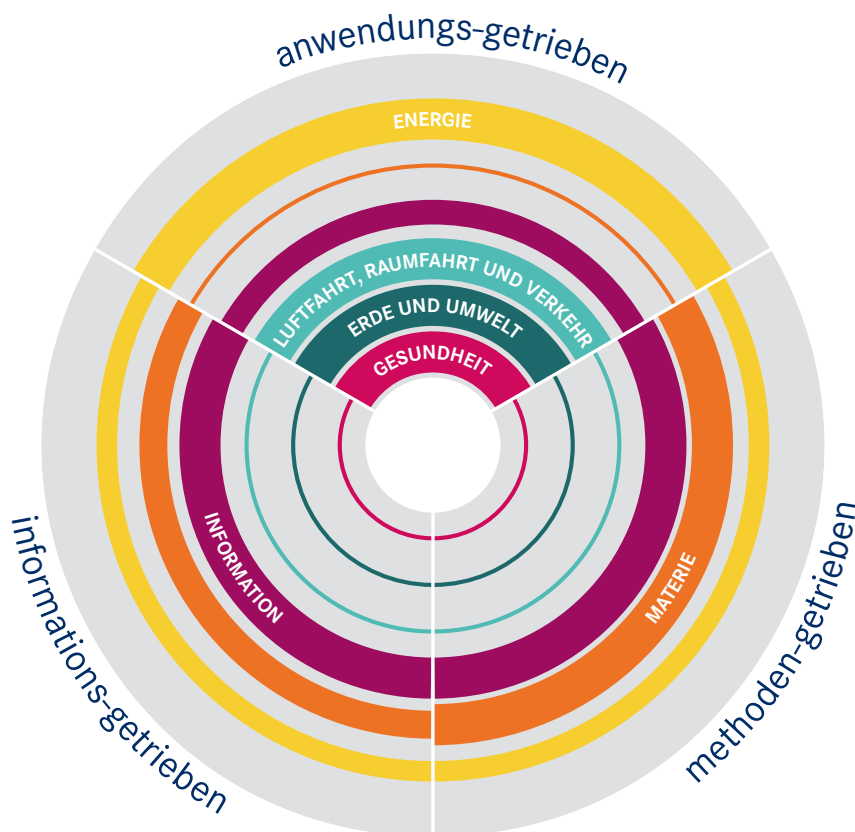 anwendungs-getrieben
ENERGIE
LUFTFAHRT, RAUMFAHRT UND VERKEHR
ERDE UND UMWELT
GESUNDHEIT
INFORMATION
MATERIE
informations-getrieben
methoden-getrieben